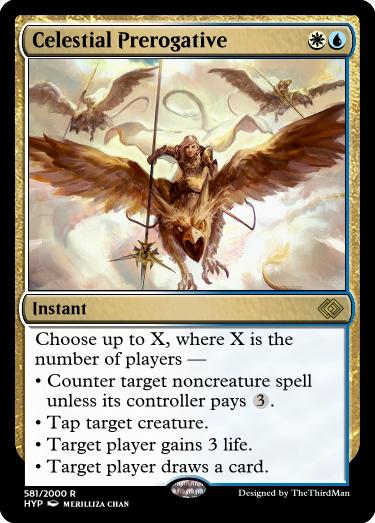 Celestial Prerogative
Instant
Choose up to X, where X is the
number of players —
• Counter target noncreature spell
unless its controller pays 3.
• Tap target creature.
• Target player gains 3 life.
• Target player draws a card.
581/2000 R
HYP • MERILLIZA CHAN
Designed by TheThirdMan